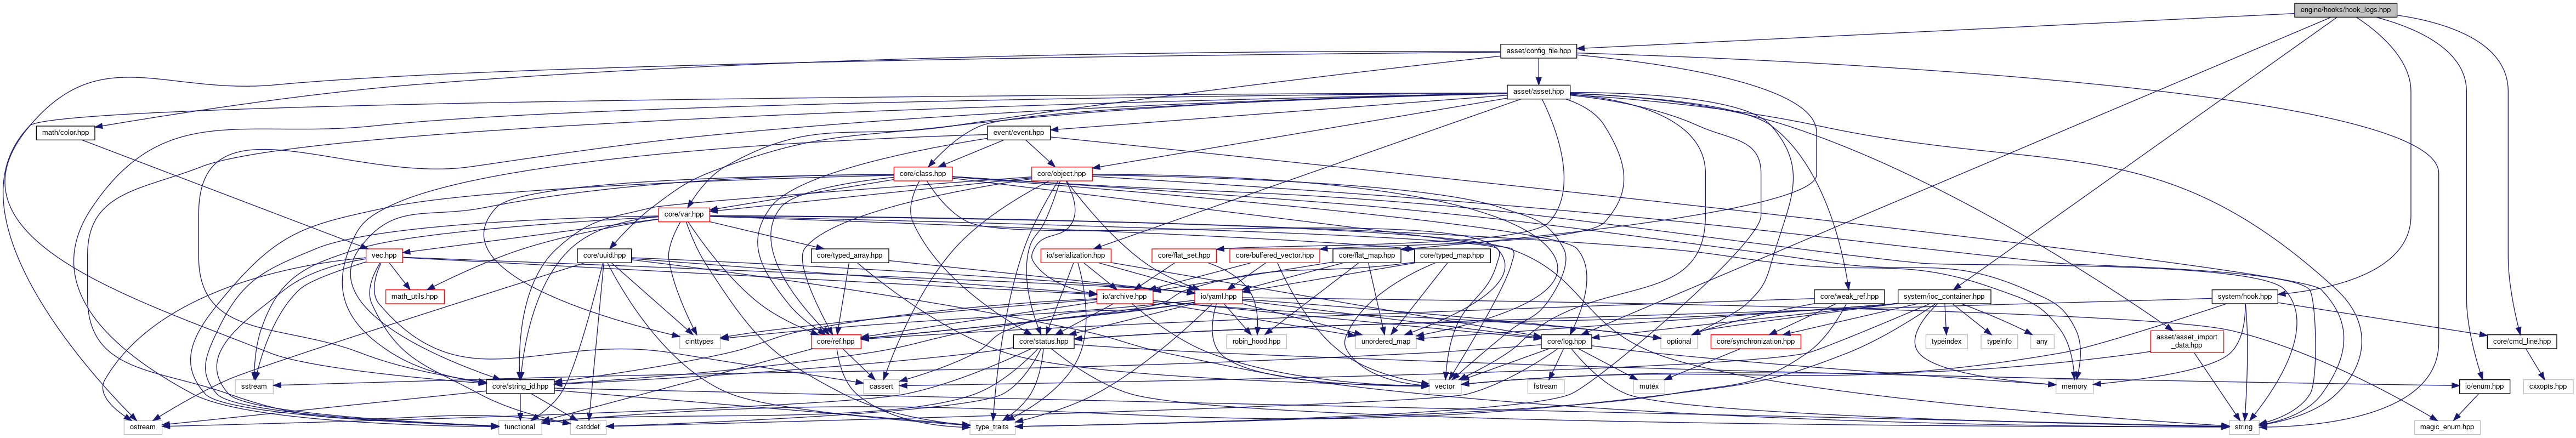 engine/hooks/hook_logs.hpp
asset/config_file.hpp
asset/asset.hpp
math/color.hpp
event/event.hpp
core/class.hpp
core/object.hpp
core/var.hpp
vec.hpp
core/uuid.hpp
core/typed_array.hpp
io/serialization.hpp
core/flat_set.hpp
core/buffered_vector.hpp
core/flat_map.hpp
core/typed_map.hpp
math_utils.hpp
io/archive.hpp
io/yaml.hpp
core/weak_ref.hpp
system/ioc_container.hpp
system/hook.hpp
cinttypes
core/ref.hpp
core/status.hpp
robin_hood.hpp
unordered_map
core/log.hpp
optional
core/synchronization.hpp
typeindex
typeinfo
any
asset/asset_import
_data.hpp
core/cmd_line.hpp
sstream
core/string_id.hpp
cassert
vector
fstream
mutex
memory
io/enum.hpp
cxxopts.hpp
ostream
functional
cstddef
type_traits
string
magic_enum.hpp